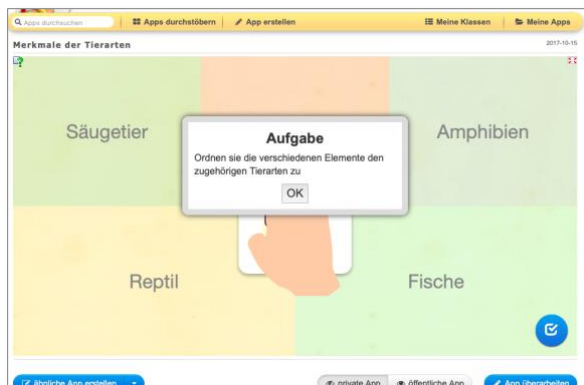 Apps durchsuchen Apps durchstöbern App erstellen Meine Klassen Meine Apps
Merkmale der Tierarten 2017-10-15
Säugetier
Amphibien
Aufgabe
Ordnen sie die verschiedenen Elemente den
zugehörigen Tierarten zu
OK
Reptil
Fische
ähnliche App erstellen private App öffentliche App App überarbeiten